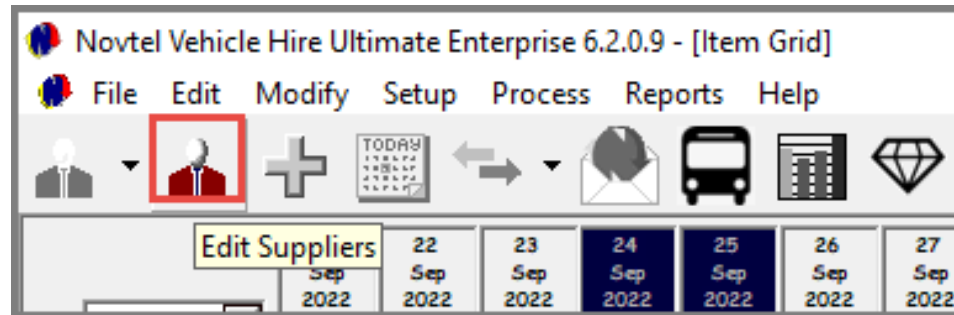 Novtel Vehicle Hire Ultimate Enterprise 6.2.0.9 - [Item Grid]
File Edit Modify Setup Process Reports Help
TODAY
Edit Suppliers
22 23 24 25 26 27
Sep Sep Sep Sep Sep Sep
2022 2022 2022 2022 2022 2022